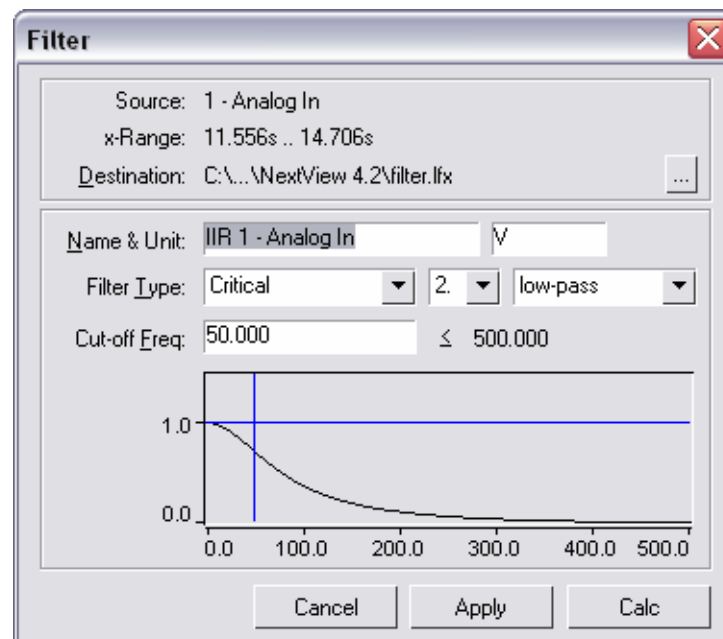 Filter
Source: 1 - Analog In
x-Range: 11.556s .. 14.706s
Destination: C:\...\NextView 4.2\filter.lfx ...
Name & Unit: IIR 1 - Analog In V
Filter Type: Critical 2. low-pass
Cut-off Freq: 50.000 ≤ 500.000
1.0
0.0
0.0 100.0 200.0 300.0 400.0 500.0
Cancel Apply Calc